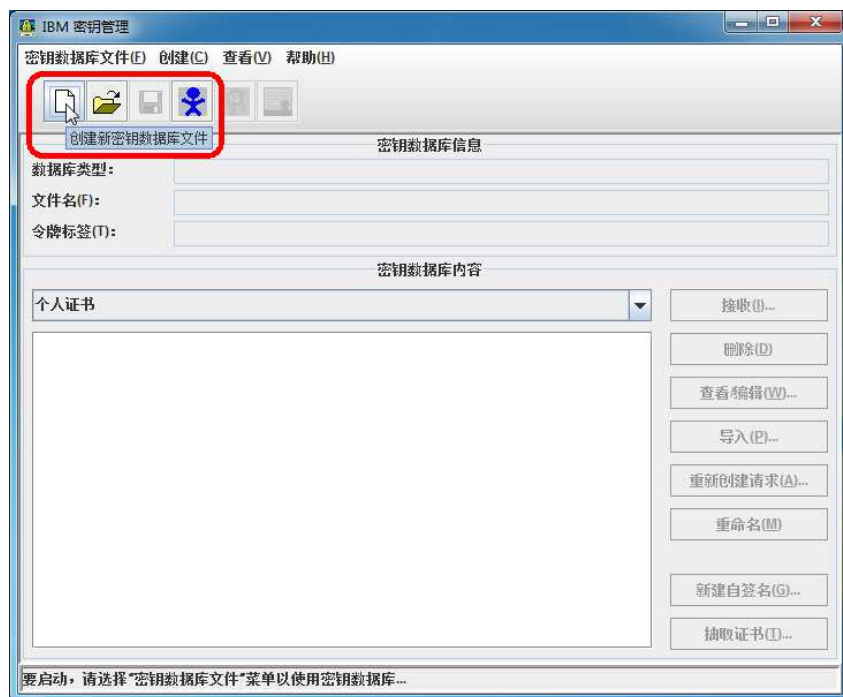 IBM 密钥管理
密钥数据库文件(F) 创建(C) 查看(V) 帮助(H)
创建新密钥数据库文件
密钥数据库信息
数据库类型:
文件名(F):
令牌标签(T):
密钥数据库内容
个人证书
接收(I)...
删除(D)
查看/编辑(W)...
导入(P)...
重新创建请求(A)...
重命名(M)
新建自签名(G)...
抽取证书(T)...
要启动，请选择“密钥数据库文件”菜单以使用密钥数据库...